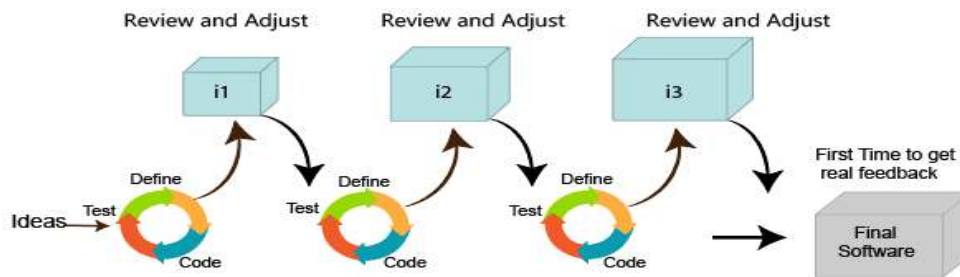 Review and Adjust
Review and Adjust
Review and Adjust
i1
i2
i3
First Time to get
real feedback
Define
Define
Define
Test
Test
Test
Ideas
Code
Code
Code
Final
Software